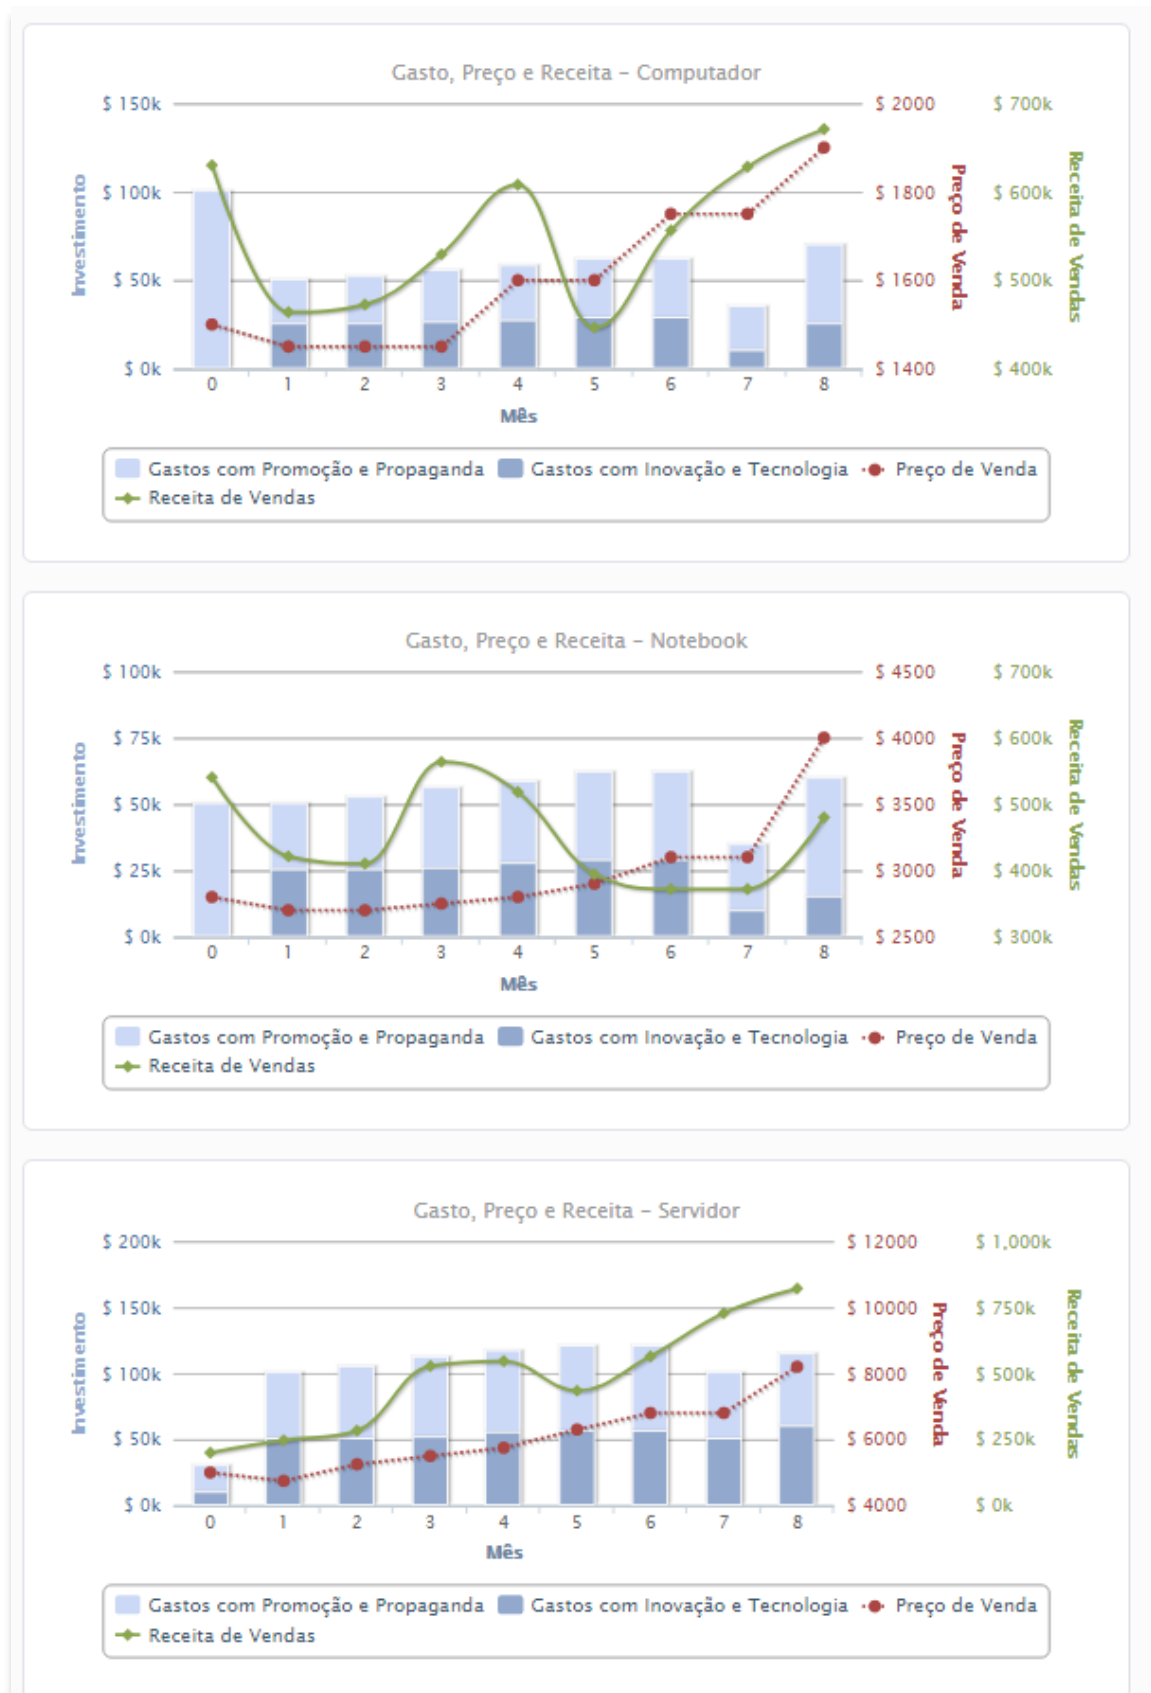 Gasto, Preço e Receita - Computador
$ 150k
$ 2000
$ 700k
$ 100k
$ 1800
$ 600k
$ 50k
$ 1600
$ 500k
$ 0k
$ 1400
$ 400k
Investimento
Preço de Venda
Receita de Vendas
0 1 2 3 4 5 6 7 8
Mês
Gastos com Promoção e Propaganda Gastos com Inovação e Tecnologia Preço de Venda
Receita de Vendas
Gasto, Preço e Receita - Notebook
$ 100k
$ 4500
$ 700k
$ 75k
$ 4000
$ 600k
$ 50k
$ 3500
$ 500k
$ 25k
$ 3000
$ 400k
$ 0k
$ 2500
$ 300k
Investimento
Preço de Venda
Receita de Vendas
0 1 2 3 4 5 6 7 8
Mês
Gastos com Promoção e Propaganda Gastos com Inovação e Tecnologia Preço de Venda
Receita de Vendas
Gasto, Preço e Receita - Servidor
$ 200k
$ 12000
$ 1,000k
$ 150k
$ 10000
$ 750k
$ 100k
$ 8000
$ 500k
$ 50k
$ 6000
$ 250k
$ 0k
$ 4000
$ 0k
Investimento
Preço de Venda
Receita de Vendas
0 1 2 3 4 5 6 7 8
Mês
Gastos com Promoção e Propaganda Gastos com Inovação e Tecnologia Preço de Venda
Receita de Vendas